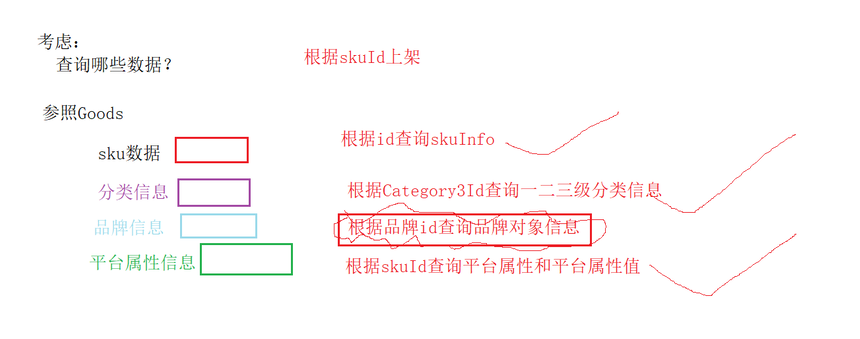 考虑：
查询哪些数据？
根据skuId上架
参照Goods
sku数据
根据id查询skuInfo
分类信息
根据Category3Id查询一二三级分类信息
品牌信息
根据品牌id查询品牌对象信息
平台属性信息
根据skuId查询平台属性和平台属性值